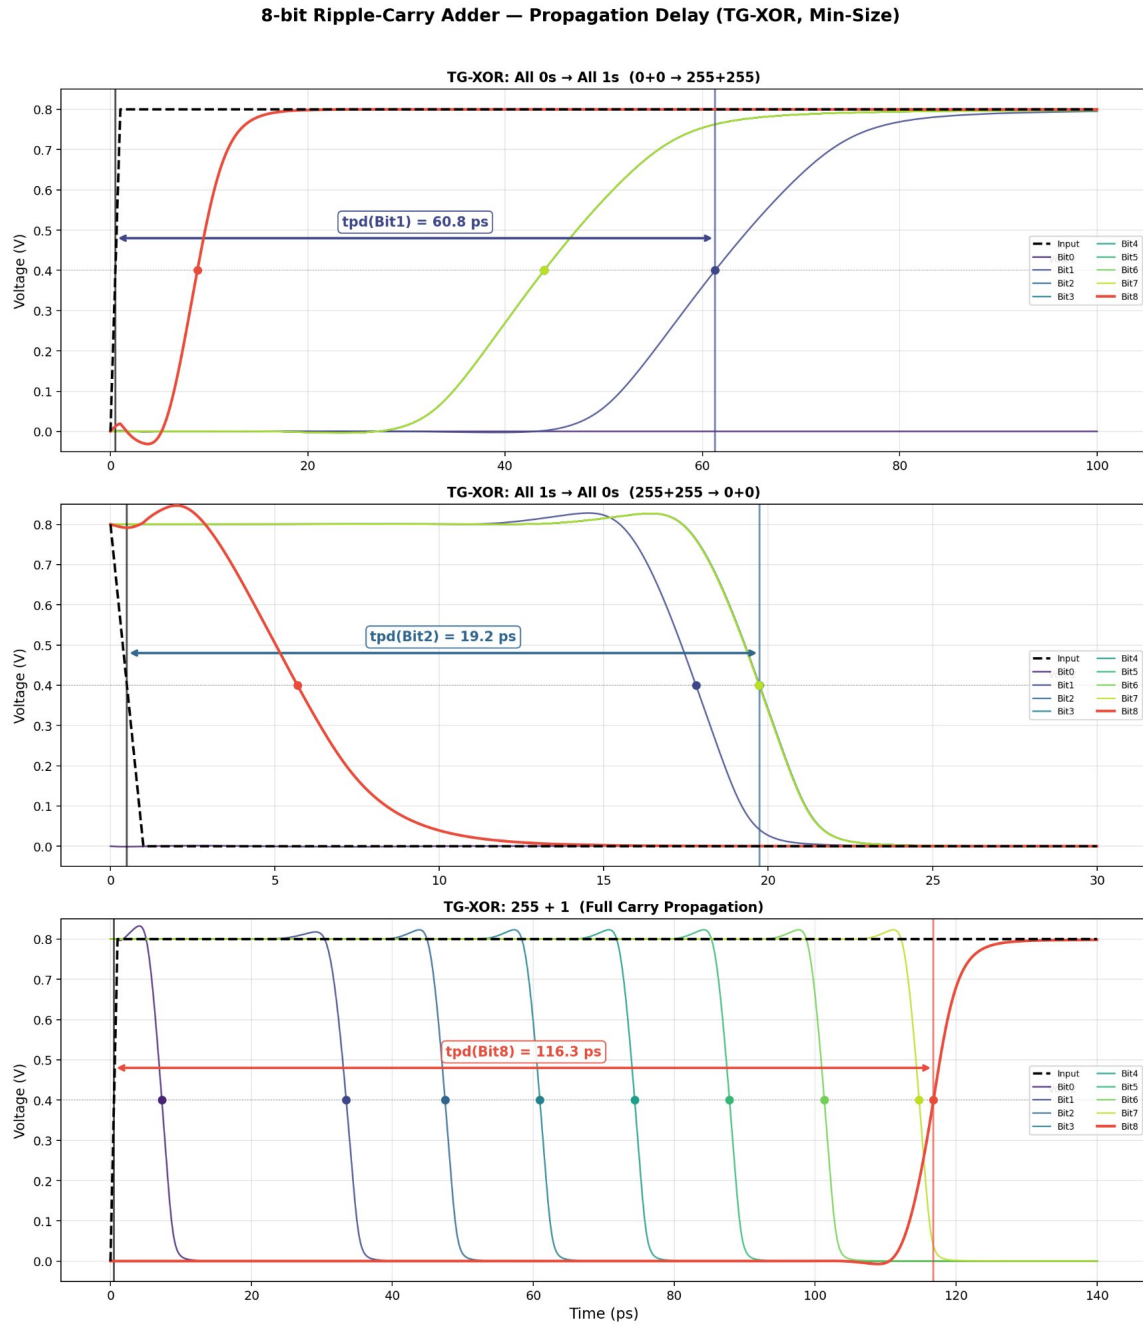 8-bit Ripple-Carry Adder — Propagation Delay (TG-XOR, Min-Size)
TG-XOR: All 0s → All 1s (0+0 → 255+255)
Voltage (V)
0.8
0.7
0.6
0.5
0.4
0.3
0.2
0.1
0.0
tpd(Bit1) = 60.8 ps
Input
Bit0
Bit1
Bit2
Bit3
Bit4
Bit5
Bit6
Bit7
Bit8
0 20 40 60 80 100
TG-XOR: All 1s → All 0s (255+255 → 0+0)
Voltage (V)
0.8
0.7
0.6
0.5
0.4
0.3
0.2
0.1
0.0
tpd(Bit2) = 19.2 ps
Input
Bit0
Bit1
Bit2
Bit3
Bit4
Bit5
Bit6
Bit7
Bit8
0 5 10 15 20 25 30
TG-XOR: 255 + 1 (Full Carry Propagation)
Voltage (V)
0.8
0.7
0.6
0.5
0.4
0.3
0.2
0.1
0.0
tpd(Bit8) = 116.3 ps
Input
Bit0
Bit1
Bit2
Bit3
Bit4
Bit5
Bit6
Bit7
Bit8
0 20 40 60 80 100 120 140
Time (ps)